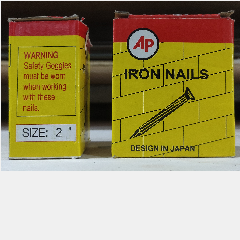 WARNING
Safety Goggles
must be worn
when working
with these
nails.
SIZE: 2 "
AP
IRON NAILS
DESIGN IN JAPAN